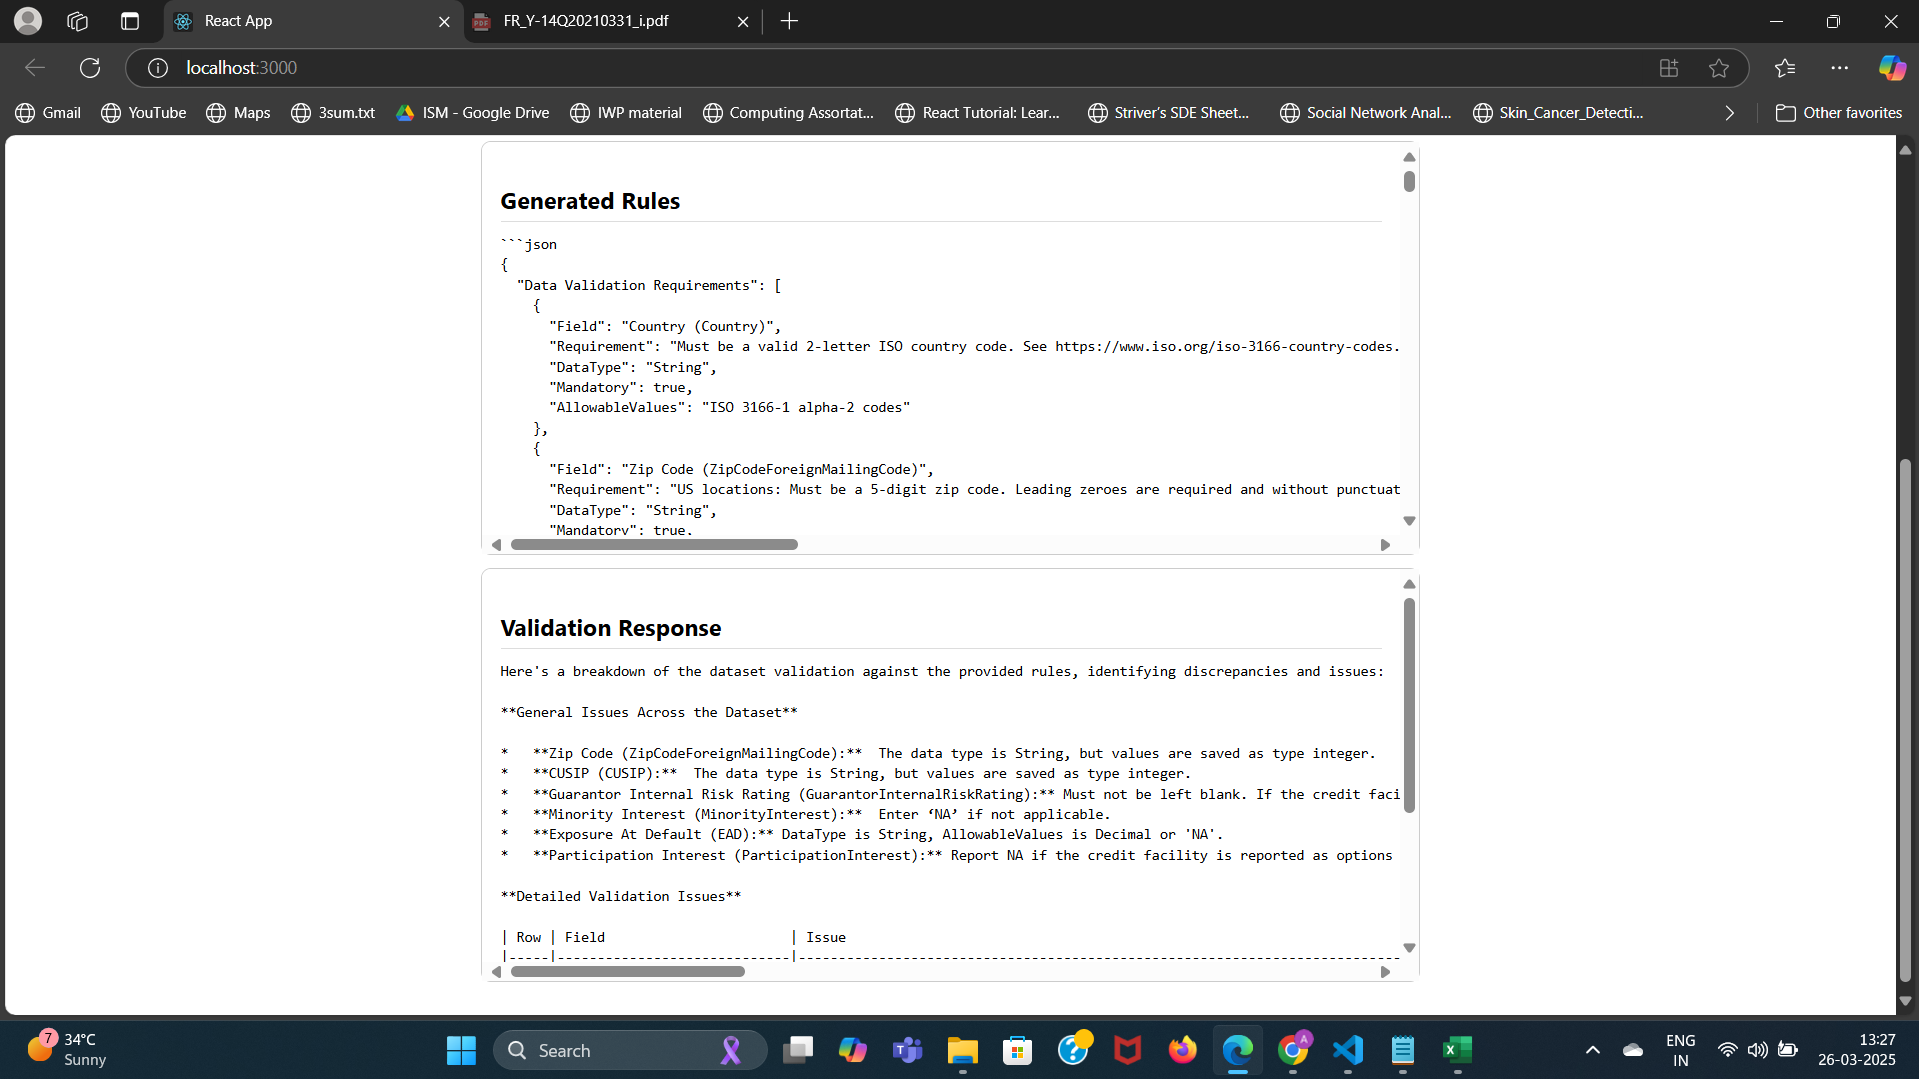 React App
FR_Y-14Q20210331_i.pdf
localhost:3000
Gmail
YouTube
Maps
3sum.txt
ISM - Google Drive
IWP material
Computing Assortat...
React Tutorial: Lear...
Striver's SDE Sheet...
Social Network Anal...
Skin_Cancer_Detecti...
Other favorites
Generated Rules
```json
{
"Data Validation Requirements": [
{
"Field": "Country (Country)",
"Requirement": "Must be a valid 2-letter ISO country code. See https://www.iso.org/iso-3166-country-codes.
"DataType": "String",
"Mandatory": true,
"AllowableValues": "ISO 3166-1 alpha-2 codes"
},
{
"Field": "Zip Code (ZipCodeForeignMailingCode)",
"Requirement": "US locations: Must be a 5-digit zip code. Leading zeroes are required and without punctuat
"DataType": "String",
"Mandatory": true,
Validation Response
Here's a breakdown of the dataset validation against the provided rules, identifying discrepancies and issues:
**General Issues Across the Dataset**
* **Zip Code (ZipCodeForeignMailingCode):** The data type is String, but values are saved as type integer.
* **CUSIP (CUSIP):** The data type is String, but values are saved as type integer.
* **Guarantor Internal Risk Rating (GuarantorInternalRiskRating):** Must not be left blank. If the credit faci
* **Minority Interest (MinorityInterest):** Enter ‘NA’ if not applicable.
* **Exposure At Default (EAD):** DataType is String, AllowableValues is Decimal or 'NA'.
* **Participation Interest (ParticipationInterest):** Report NA if the credit facility is reported as options
**Detailed Validation Issues**
| Row | Field | Issue
|-----|-----------------------------|---------------------------------------------------------------------------
7
34°C
Sunny
Search
A
ENG
IN
13:27
26-03-2025